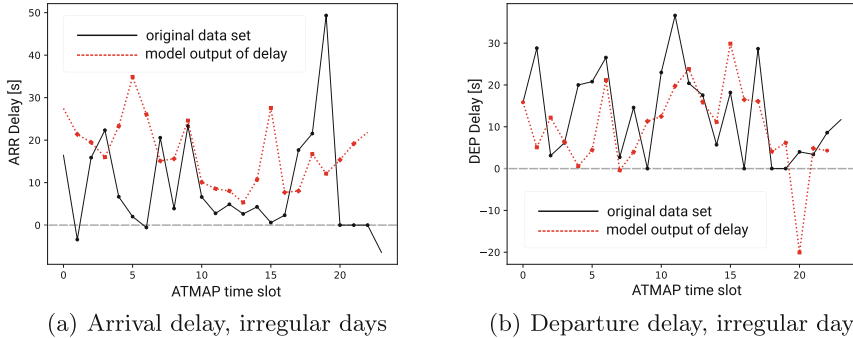 50
40
30
20
10
0
ARR Delay [s]
original data set
model output of delay
0
5
10
15
20
ATMAP time slot
(a) Arrival delay, irregular days
30
20
10
0
−10
−20
DEP Delay [s]
original data set
model output of delay
0
5
10
15
20
ATMAP time slot
(b) Departure delay, irregular day